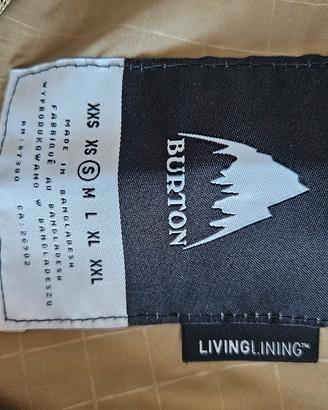 BURTON
XXS XS S M L XL XXL
MADE IN BANGLADESH
FABRIQUÉ AU BANGLADESH
WYPRODUKOWANO W BANGLADESZU
RN:97380 CA:26902
LIVINGLINING™